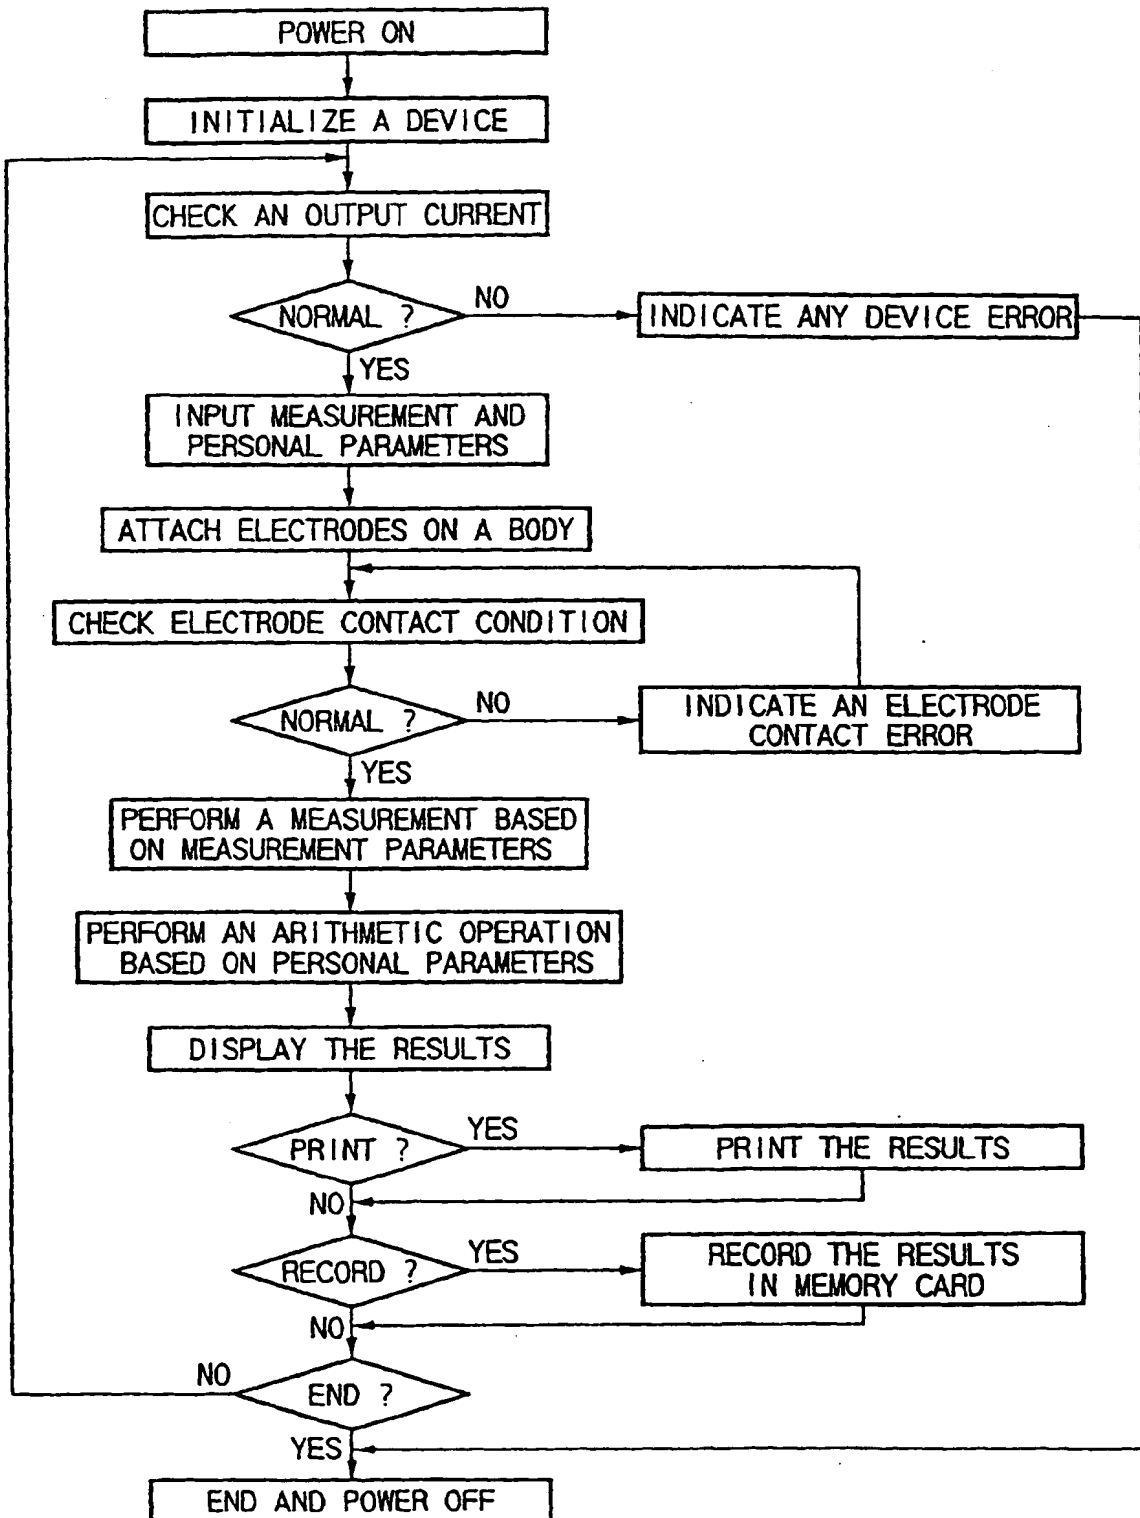 POWER ON
INITIALIZE A DEVICE
CHECK AN OUTPUT CURRENT
NORMAL ?
NO
INDICATE ANY DEVICE ERROR
YES
INPUT MEASUREMENT AND
PERSONAL PARAMETERS
ATTACH ELECTRODES ON A BODY
CHECK ELECTRODE CONTACT CONDITION
NORMAL ?
NO
INDICATE AN ELECTRODE
CONTACT ERROR
YES
PERFORM A MEASUREMENT BASED
ON MEASUREMENT PARAMETERS
PERFORM AN ARITHMETIC OPERATION
BASED ON PERSONAL PARAMETERS
DISPLAY THE RESULTS
PRINT ?
YES
PRINT THE RESULTS
NO
RECORD ?
YES
RECORD THE RESULTS
IN MEMORY CARD
NO
END ?
NO
YES
END AND POWER OFF